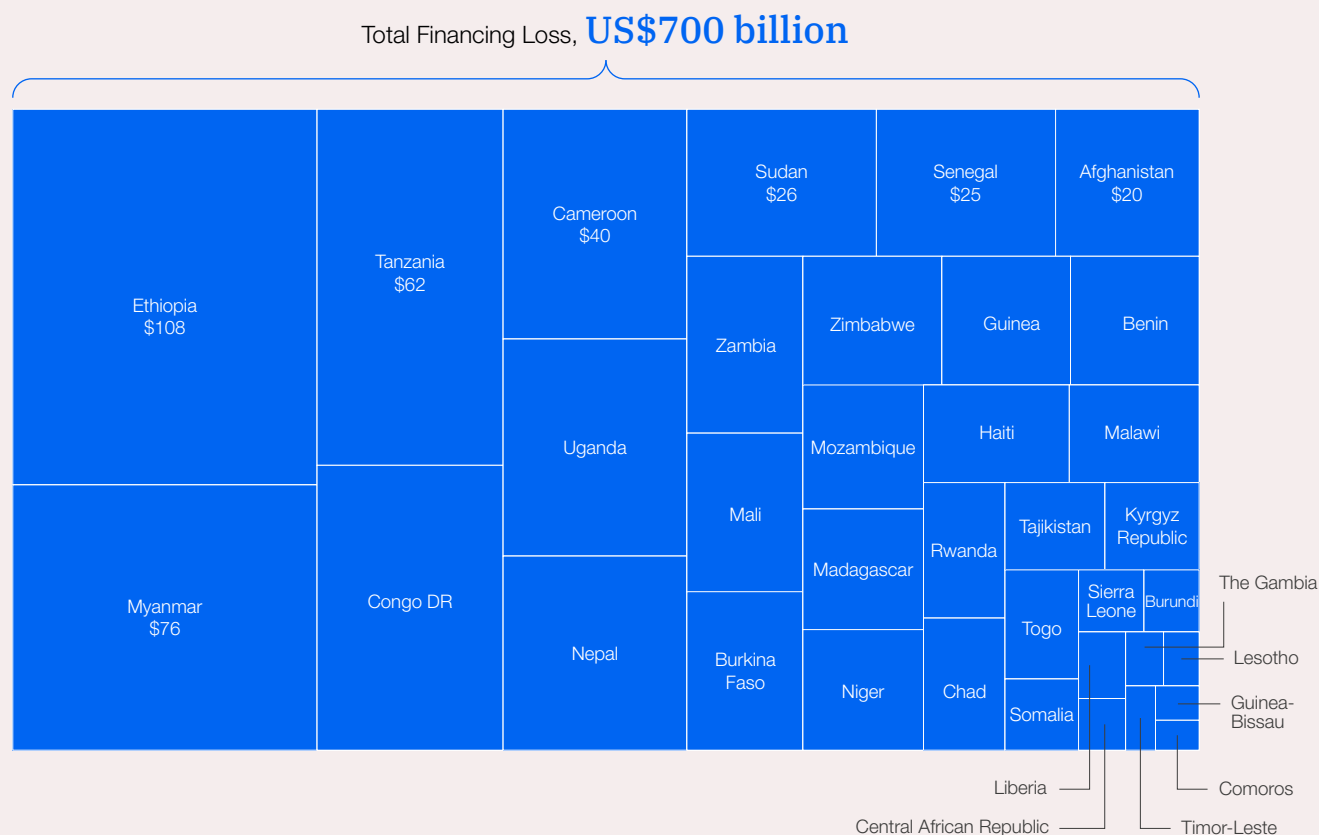 Total Financing Loss, US$700 billion
Ethiopia
$108
Myanmar
$76
Tanzania
$62
Congo DR
Cameroon
$40
Uganda
Nepal
Sudan
$26
Senegal
$25
Afghanistan
$20
Zambia
Zimbabwe
Guinea
Benin
Mali
Mozambique
Haiti
Malawi
Burkina
Faso
Madagascar
Niger
Rwanda
Chad
Tajikistan
Kyrgyz
Republic
Togo
Somalia
Sierra
Leone
Burundi
The Gambia
Lesotho
Guinea-
Bissau
Liberia
Comoros
Central African Republic
Timor-Leste